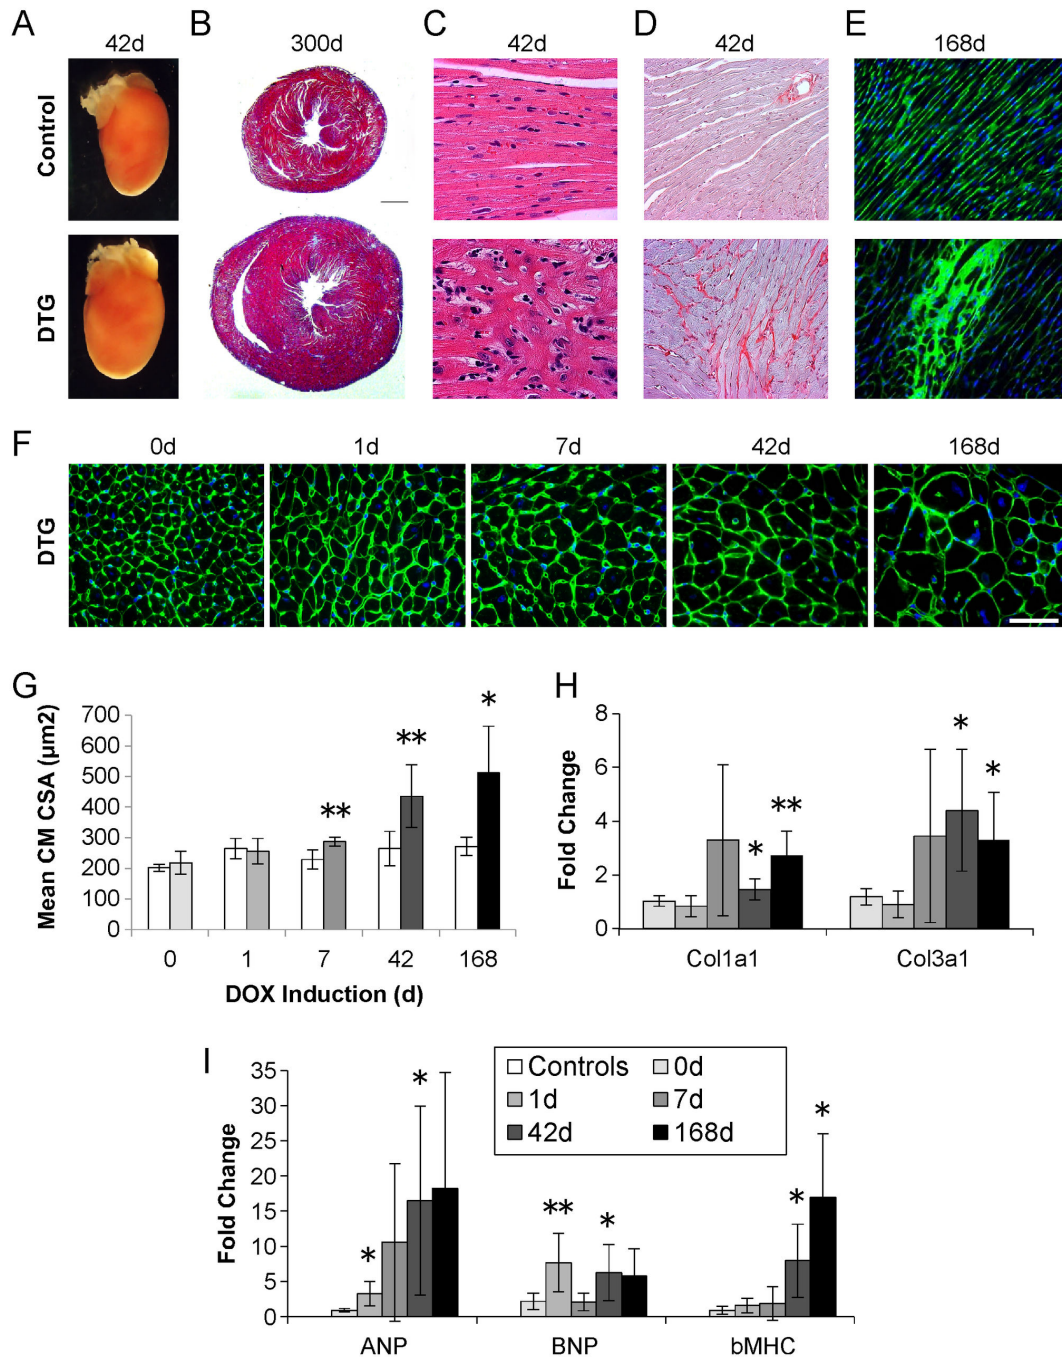 A B C D E
42d 300d 42d 42d 168d
Control
DTG
F
0d 1d 7d 42d 168d
DTG
G
Mean CM CSA (µm2)
700
600
500
400
300
200
100
0
** ** *
0 1 7 42 168
DOX Induction (d)
H
Fold Change
8
6
4
2
0
* ** * *
Col1a1 Col3a1
I
Fold Change
35
30
25
20
15
10
5
0
* * ** * * *
ANP BNP bMHC
Controls 0d
1d 7d
42d 168d